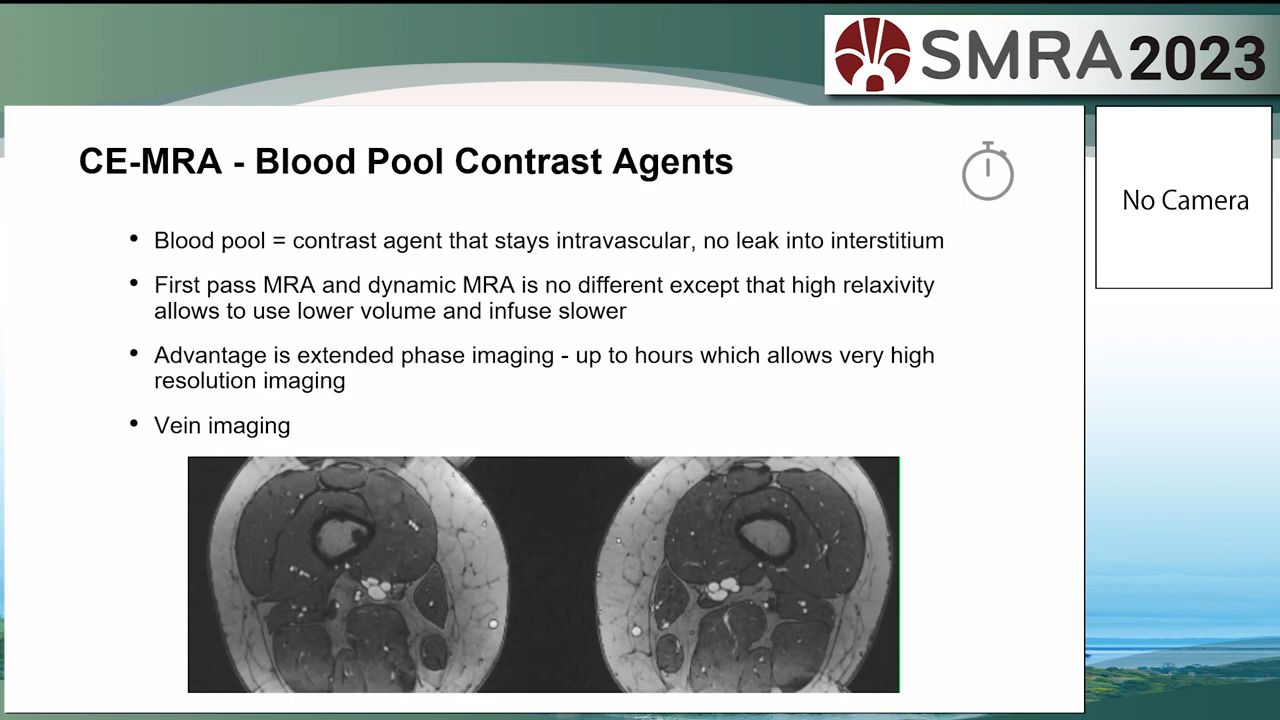 SMRA 2023
CE-MRA - Blood Pool Contrast Agents
No Camera
• Blood pool = contrast agent that stays intravascular, no leak into interstitium
• First pass MRA and dynamic MRA is no different except that high relaxivity
allows to use lower volume and infuse slower
• Advantage is extended phase imaging - up to hours which allows very high
resolution imaging
• Vein imaging